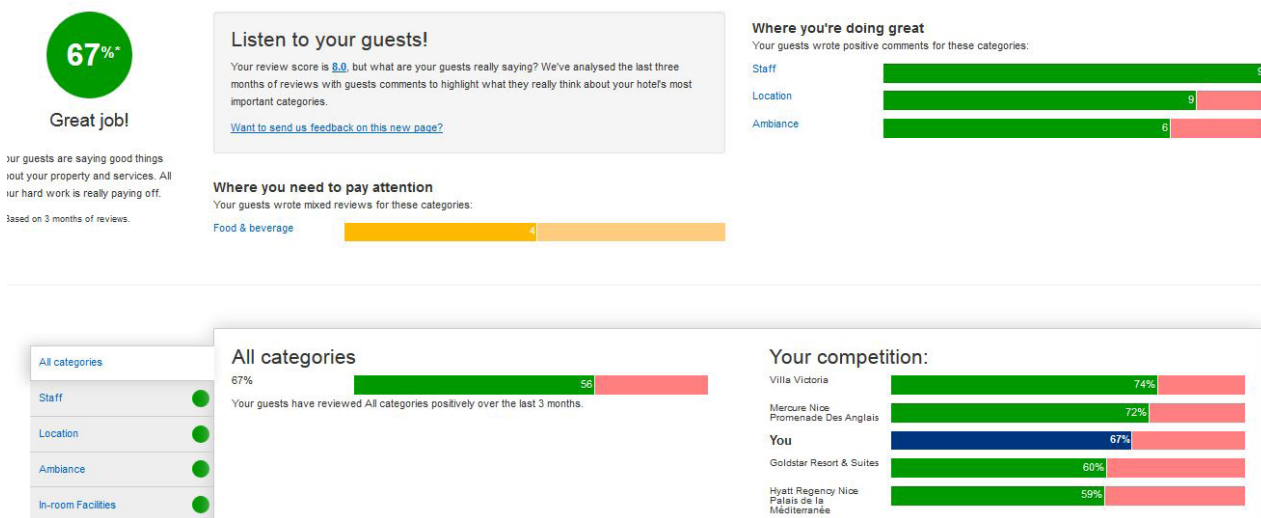 67%*
Great job!
our guests are saying good things
out your property and services. All
ur hard work is really paying off.
Based on 3 months of reviews.
Listen to your guests!
Your review score is 8.0, but what are your guests really saying? We've analysed the last three
months of reviews with guests comments to highlight what they really think about your hotel's most
important categories.
Want to send us feedback on this new page?
Where you need to pay attention
Your guests wrote mixed reviews for these categories:
Food & beverage 4
Where you're doing great
Your guests wrote positive comments for these categories:
Staff 9
Location 9
Ambiance 6
All categories
Staff
Location
Ambiance
In-room Facilities
All categories
67% 56
Your guests have reviewed All categories positively over the last 3 months.
Your competition:
Villa Victoria 74%
Mercure Nice
Promenade Des Anglais 72%
You 67%
Goldstar Resort & Suites 60%
Hyatt Regency Nice
Palais de la
Méditerranée 59%